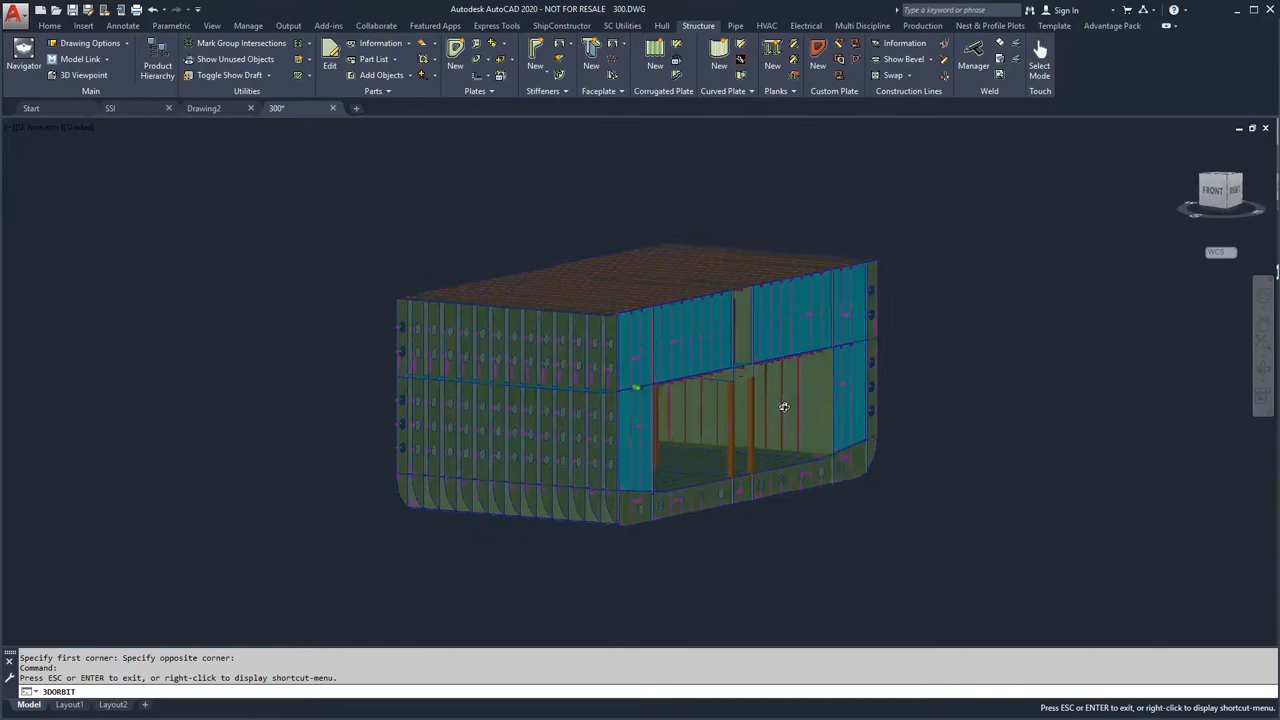 Autodesk AutoCAD 2020 - NOT FOR RESALE 300.DWG
Type a keyword or phrase
Sign In
Home Insert Annotate Parametric View Manage Output Add-ins Collaborate Featured Apps Express Tools ShipConstructor SC Utilities Hull Structure Pipe HVAC Electrical Multi Discipline Production Nest & Profile Plots Template Advantage Pack
Navigator
Drawing Options
Model Link
3D Viewpoint
Main
Product Hierarchy
Mark Group Intersections
Show Unused Objects
Toggle Show Draft
Utilities
Edit
Information
Part List
Add Objects
Parts
New
Plates
New
Stiffeners
New
Faceplate
New
Corrugated Plate
New
Curved Plate
New
Planks
New
Custom Plate
Information
Show Bevel
Swap
Construction Lines
Manager
Weld
Select Mode
Touch
Start SSI Drawing2 300*
FRONT RIGHT
WCS
Specify first corner: Specify opposite corner:
Command:
Press ESC or ENTER to exit, or right-click to display shortcut-menu.
3DORBIT
Model Layout1 Layout2
Press ESC or ENTER to exit, or right-click to display shortcut-menu.